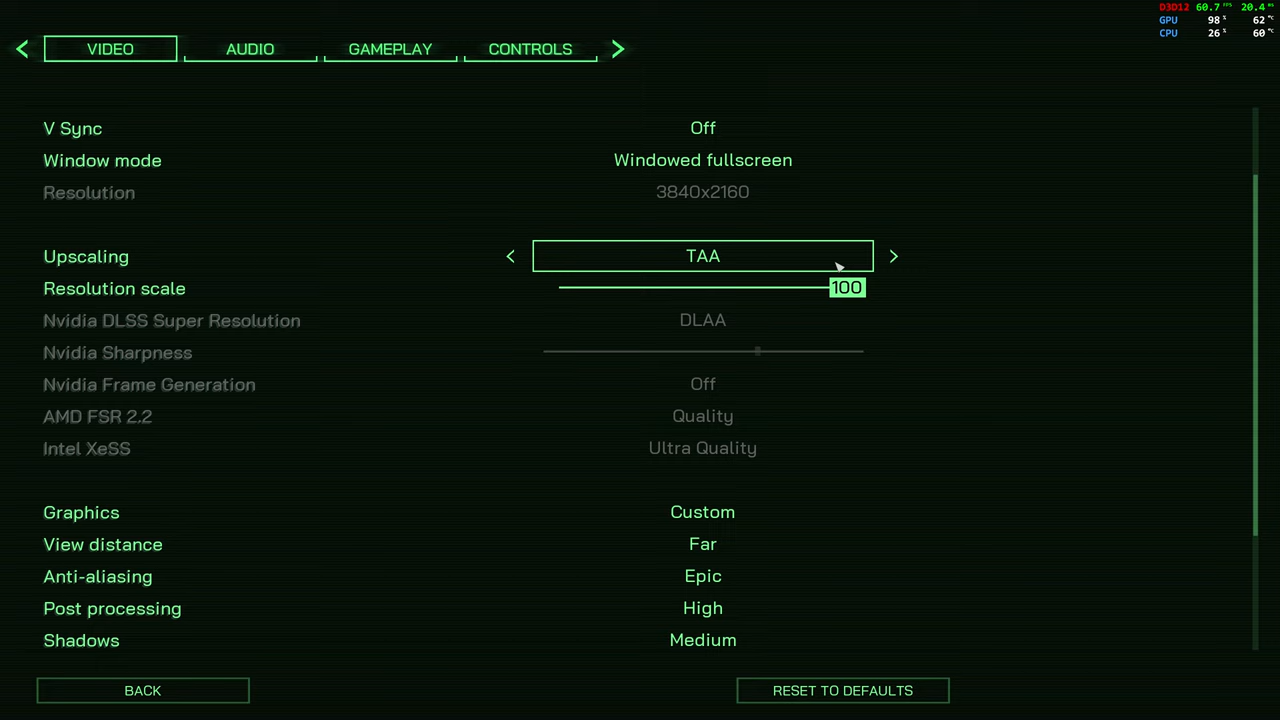 D3D12 60.7 FPS 20.4 ms
GPU 98 % 62 °C
CPU 26 % 60 °C
VIDEO AUDIO GAMEPLAY CONTROLS
V Sync Off
Window mode Windowed fullscreen
Resolution 3840x2160
Upscaling < TAA >
Resolution scale 100
Nvidia DLSS Super Resolution DLAA
Nvidia Sharpness
Nvidia Frame Generation Off
AMD FSR 2.2 Quality
Intel XeSS Ultra Quality
Graphics Custom
View distance Far
Anti-aliasing Epic
Post processing High
Shadows Medium
BACK RESET TO DEFAULTS